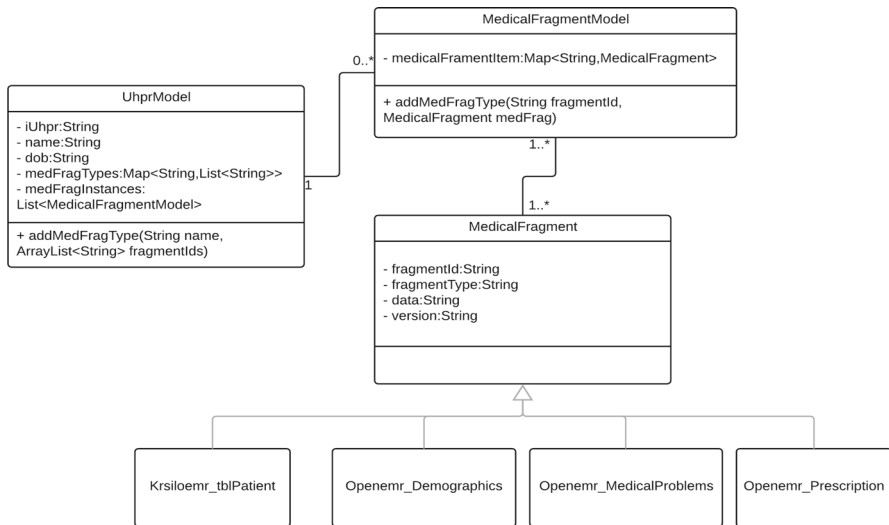 MedicalFragmentModel
- medicalFramentItem:Map<String,MedicalFragment>
+ addMedFragType(String fragmentId,
MedicalFragment medFrag)
0..*
1..*
UhprModel
- iUhpr:String
- name:String
- dob:String
- medFragTypes:Map<String,List<String>>
- medFragInstances:
List<MedicalFragmentModel>
+ addMedFragType(String name,
ArrayList<String> fragmentIds)
1
1..*
MedicalFragment
- fragmentId:String
- fragmentType:String
- data:String
- version:String
Krsiloemr_tblPatient
Openemr_Demographics
Openemr_MedicalProblems
Openemr_Prescription